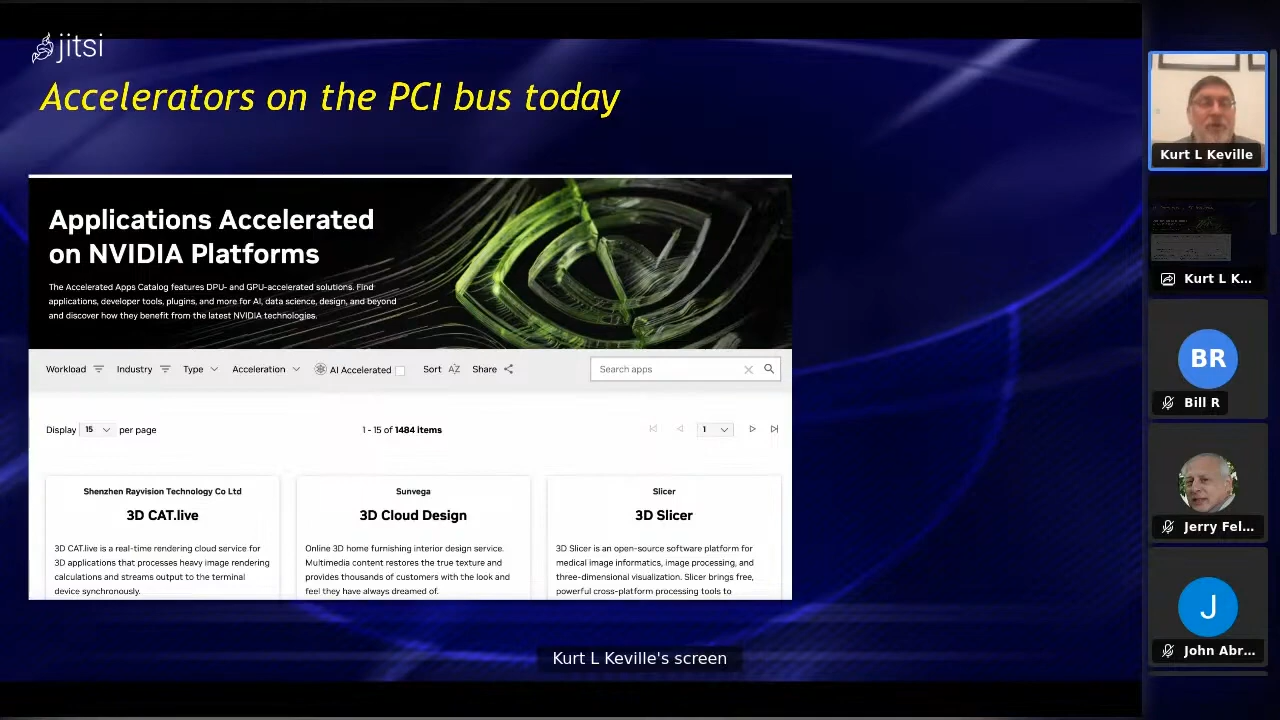 jitsi
Accelerators on the PCI bus today
Applications Accelerated
on NVIDIA Platforms
The Accelerated Apps Catalog features DPU- and GPU-accelerated solutions. Find
applications, developer tools, plugins, and more for AI, data science, design, and beyond
and discover how they benefit from the latest NVIDIA technologies.
Workload Industry Type Acceleration AI Accelerated Sort AZ Share Search apps
Display 15 per page 1 - 15 of 1484 items 1
Shenzhen Rayvision Technology Co Ltd
3D CAT.live
3D CAT.live is a real-time rendering cloud service for
3D applications that processes heavy image rendering
calculations and streams output to the terminal
device synchronously.
Sunvega
3D Cloud Design
Online 3D home furnishing interior design service.
Multimedia content restores the true texture and
provides thousands of customers with the look and
feel they have always dreamed of.
Slicer
3D Slicer
3D Slicer is an open-source software platform for
medical image informatics, image processing, and
three-dimensional visualization. Slicer brings free,
powerful cross-platform processing tools to
Kurt L Keville's screen
Kurt L Keville
Kurt L K...
BR
Bill R
Jerry Fel...
J
John Abr...